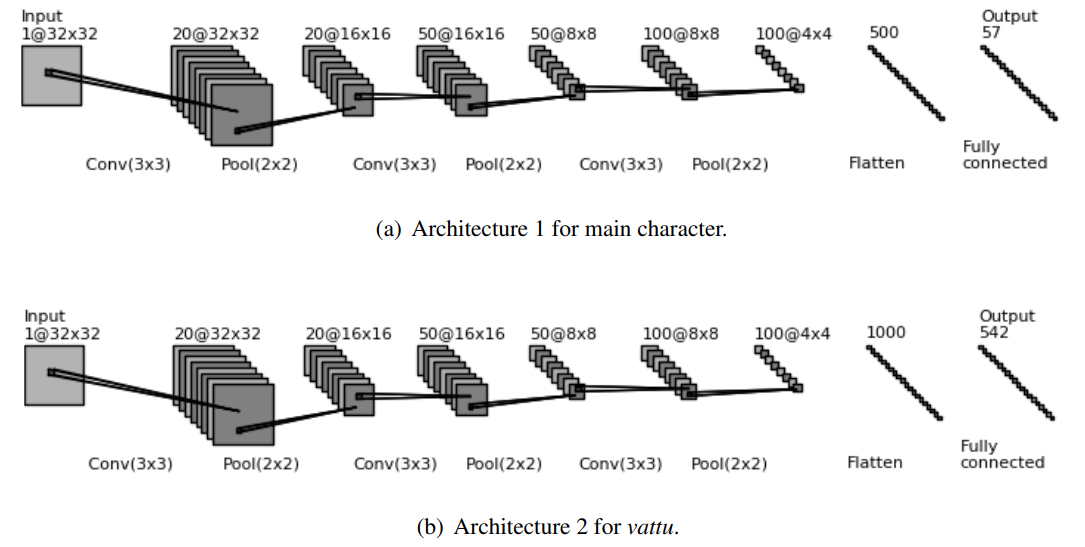 Input
1@32x32
20@32x32
20@16x16
50@16x16
50@8x8
100@8x8
100@4x4
500
Output
57
Conv(3x3)
Pool(2x2)
Conv(3x3)
Pool(2x2)
Conv(3x3)
Pool(2x2)
Flatten
Fully
connected
(a) Architecture 1 for main character.
Input
1@32x32
20@32x32
20@16x16
50@16x16
50@8x8
100@8x8
100@4x4
1000
Output
542
Conv(3x3)
Pool(2x2)
Conv(3x3)
Pool(2x2)
Conv(3x3)
Pool(2x2)
Flatten
Fully
connected
(b) Architecture 2 for vattu.